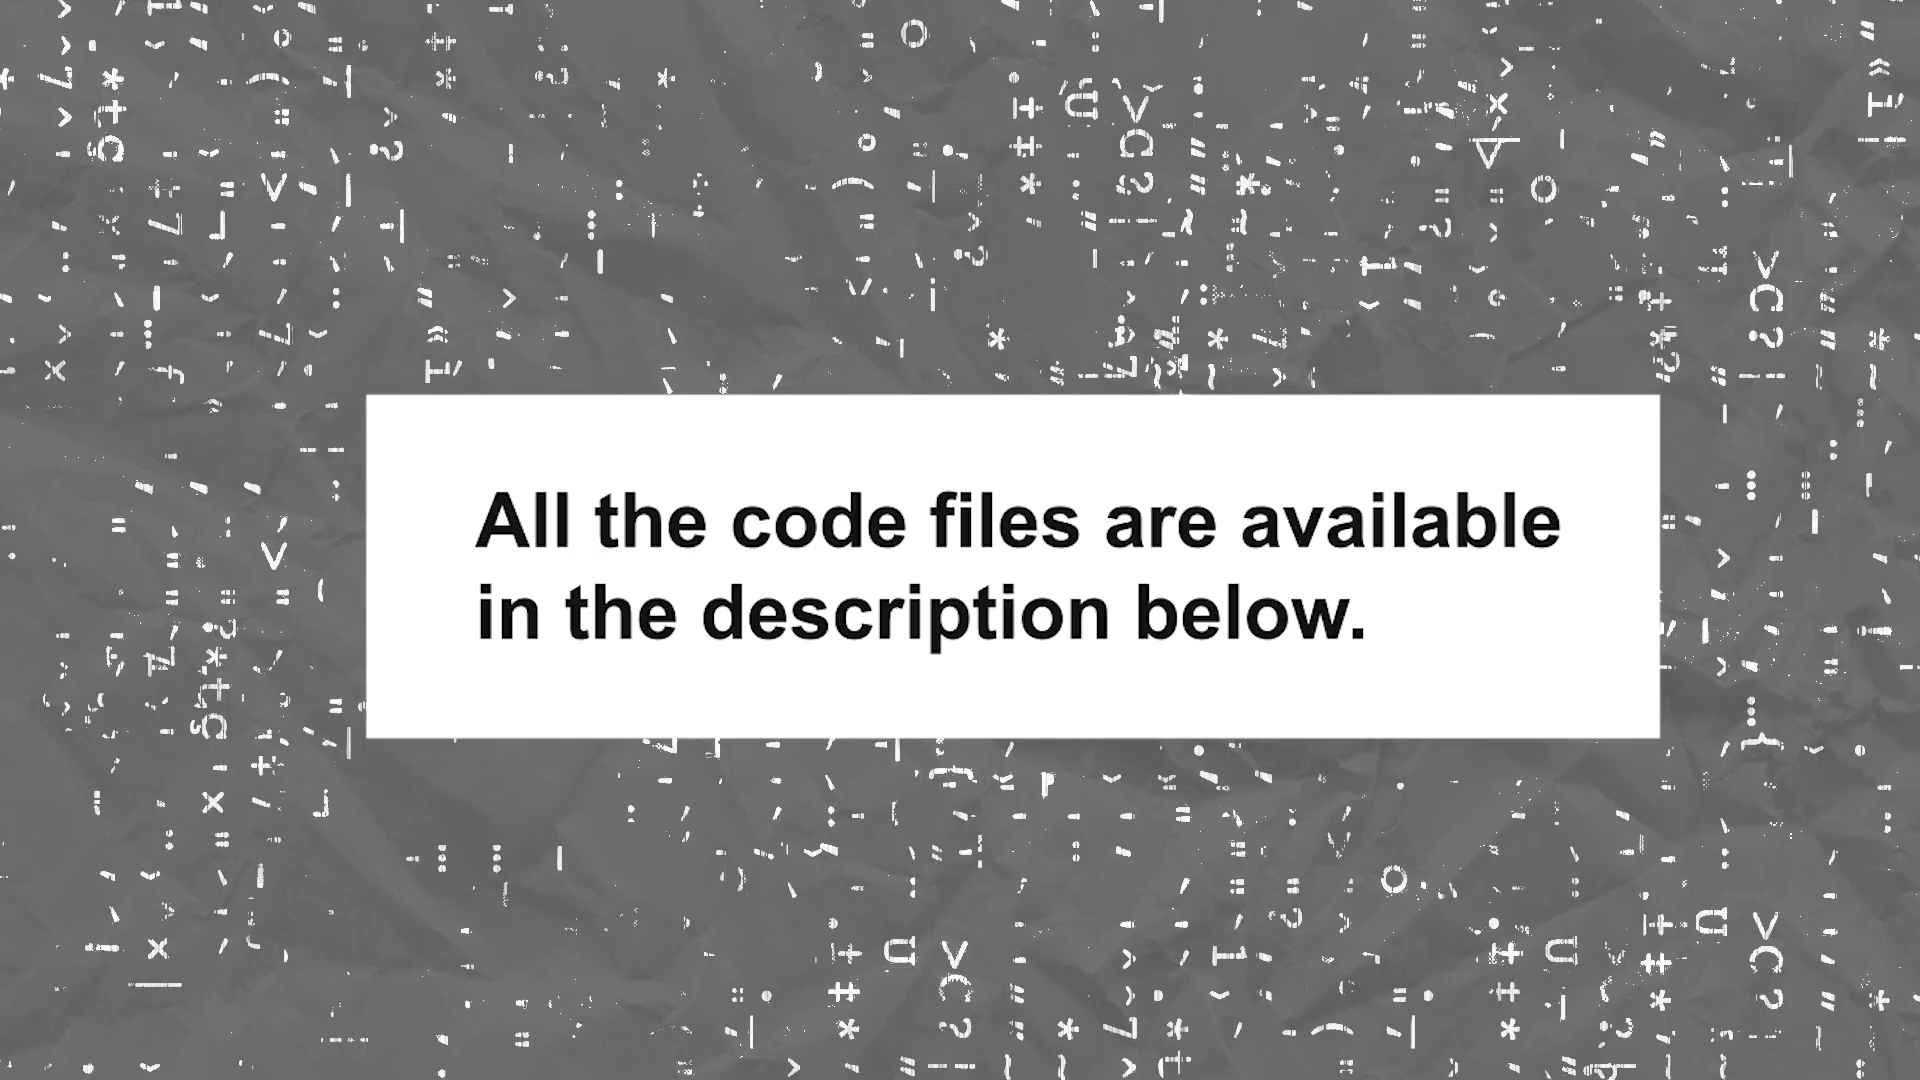 All the code files are available
in the description below.